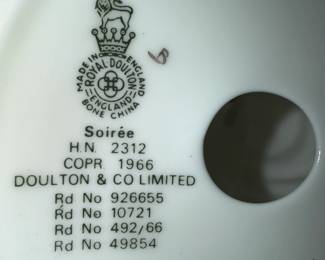 MADE IN ENGLAND
ROYAL·DOULTON
ENGLAND
BONE CHINA
Soirée
H.N. 2312
COPR. 1966
DOULTON & CO LIMITED
Rd No 926655
Rd No 10721
Rd No 492/66
Rd No 49854